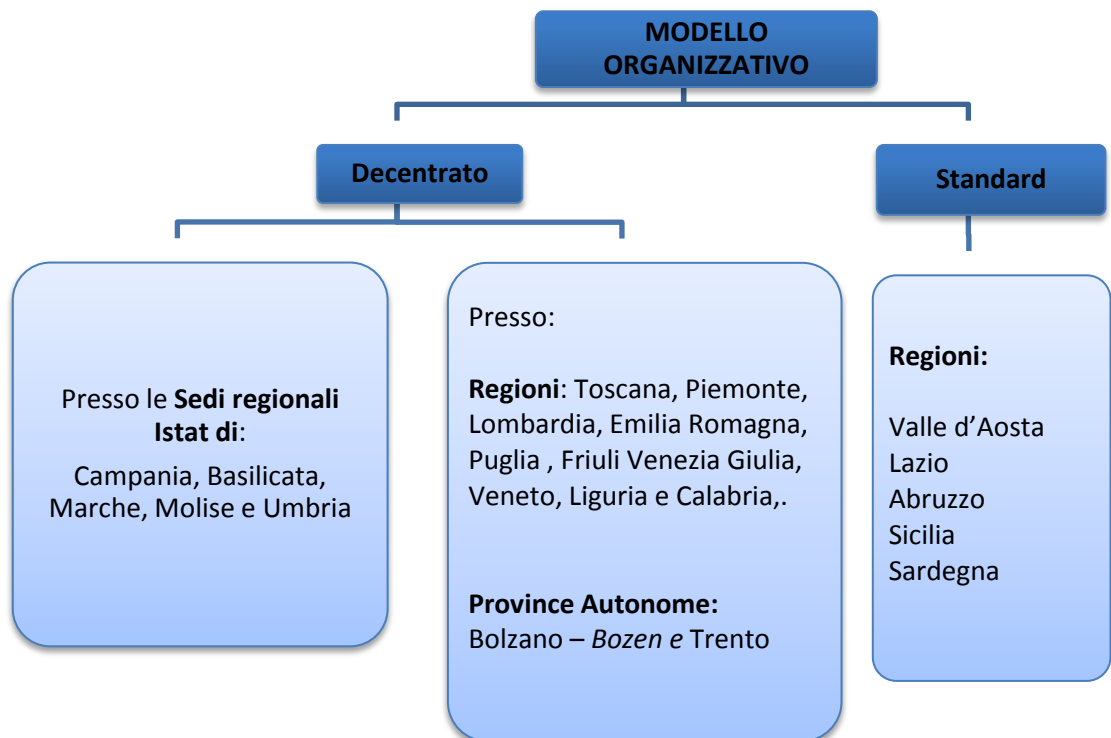 MODELLO
ORGANIZZATIVO
Decentrato
Standard
Presso le Sedi regionali
Istat di:
Campania, Basilicata,
Marche, Molise e Umbria
Presso:
Regioni: Toscana, Piemonte,
Lombardia, Emilia Romagna,
Puglia , Friuli Venezia Giulia,
Veneto, Liguria e Calabria,.
Province Autonome:
Bolzano – Bozen e Trento
Regioni:
Valle d’Aosta
Lazio
Abruzzo
Sicilia
Sardegna